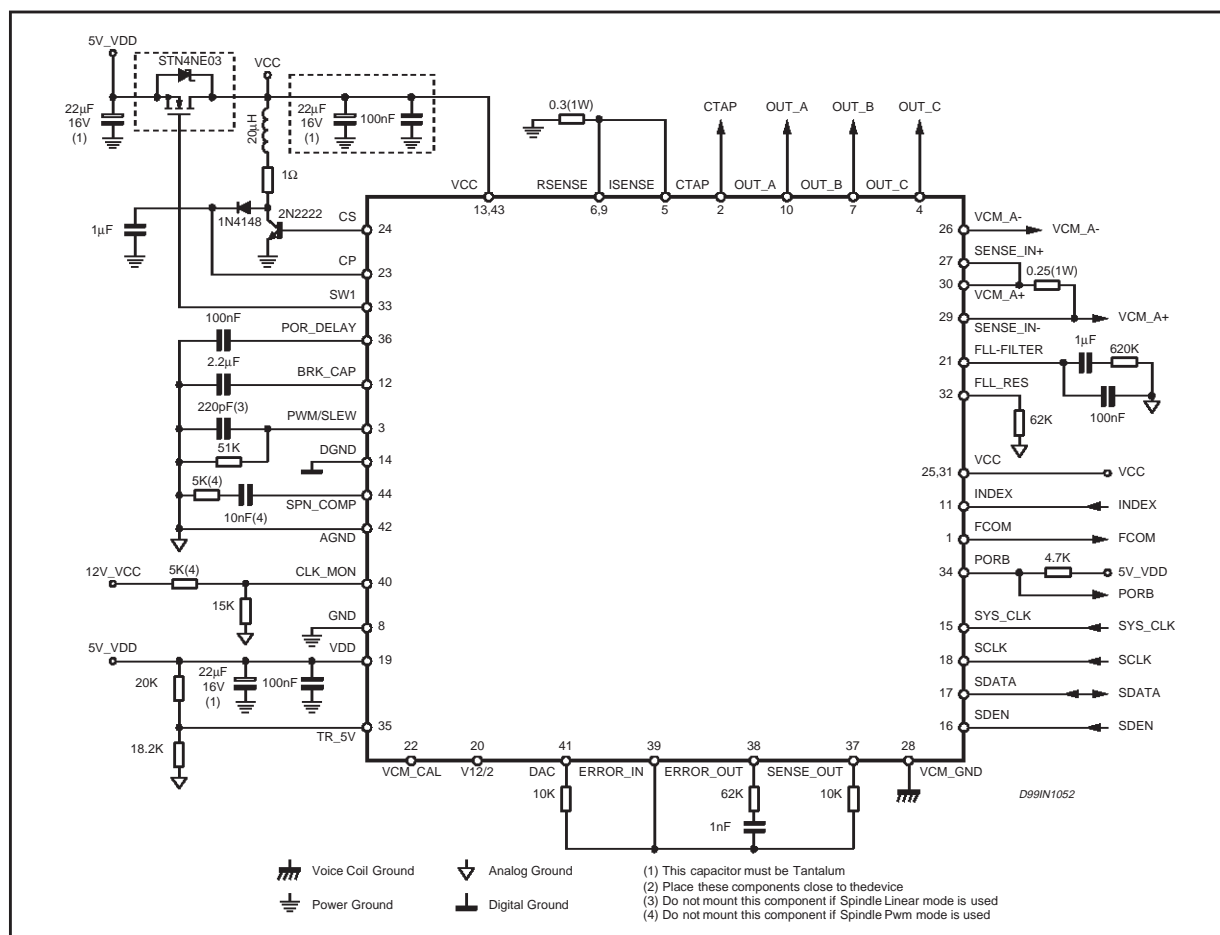 5V_VDD
STN4NE03
VCC
22µF
16V
(1)
20µH
22µF
16V
(1)
100nF
1Ω
1N4148
2N2222
1µF
0.3(1W)
CTAP
OUT_A
OUT_B
OUT_C
VCC
13,43
RSENSE
6,9
ISENSE
5
CTAP
2
OUT_A
10
OUT_B
7
OUT_C
4
CS
24
CP
23
SW1
33
100nF
POR_DELAY
36
2.2µF
BRK_CAP
12
220pF(3)
PWM/SLEW
3
51K
DGND
14
5K(4)
10nF(4)
SPN_COMP
44
AGND
42
12V_VCC
5K(4)
CLK_MON
40
15K
GND
8
5V_VDD
VDD
19
20K
22µF
16V
(1)
100nF
TR_5V
35
18.2K
26
VCM_A-
VCM_A-
27
SENSE_IN+
0.25(1W)
30
VCM_A+
29
SENSE_IN-
VCM_A+
21
FLL-FILTER
1µF
620K
100nF
32
FLL_RES
62K
25,31
VCC
VCC
11
INDEX
INDEX
1
FCOM
FCOM
34
PORB
4.7K
5V_VDD
PORB
15
SYS_CLK
SYS_CLK
18
SCLK
SCLK
17
SDATA
SDATA
16
SDEN
SDEN
22
VCM_CAL
20
V12/2
41
DAC
39
ERROR_IN
38
ERROR_OUT
37
SENSE_OUT
28
VCM_GND
10K
62K
1nF
10K
D99IN1052
Voice Coil Ground
Analog Ground
Power Ground
Digital Ground
(1) This capacitor must be Tantalum
(2) Place these components close to thedevice
(3) Do not mount this component if Spindle Linear mode is used
(4) Do not mount this component if Spindle Pwm mode is used